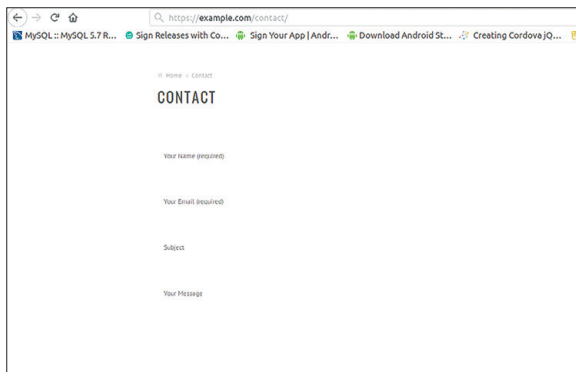 https://example.com/contact/
MySQL :: MySQL 5.7 R... Sign Releases with Co... Sign Your App | Andr... Download Android St... Creating Cordova jQ...
Home » Contact
CONTACT
Your Name (required)
Your Email (required)
Subject
Your Message